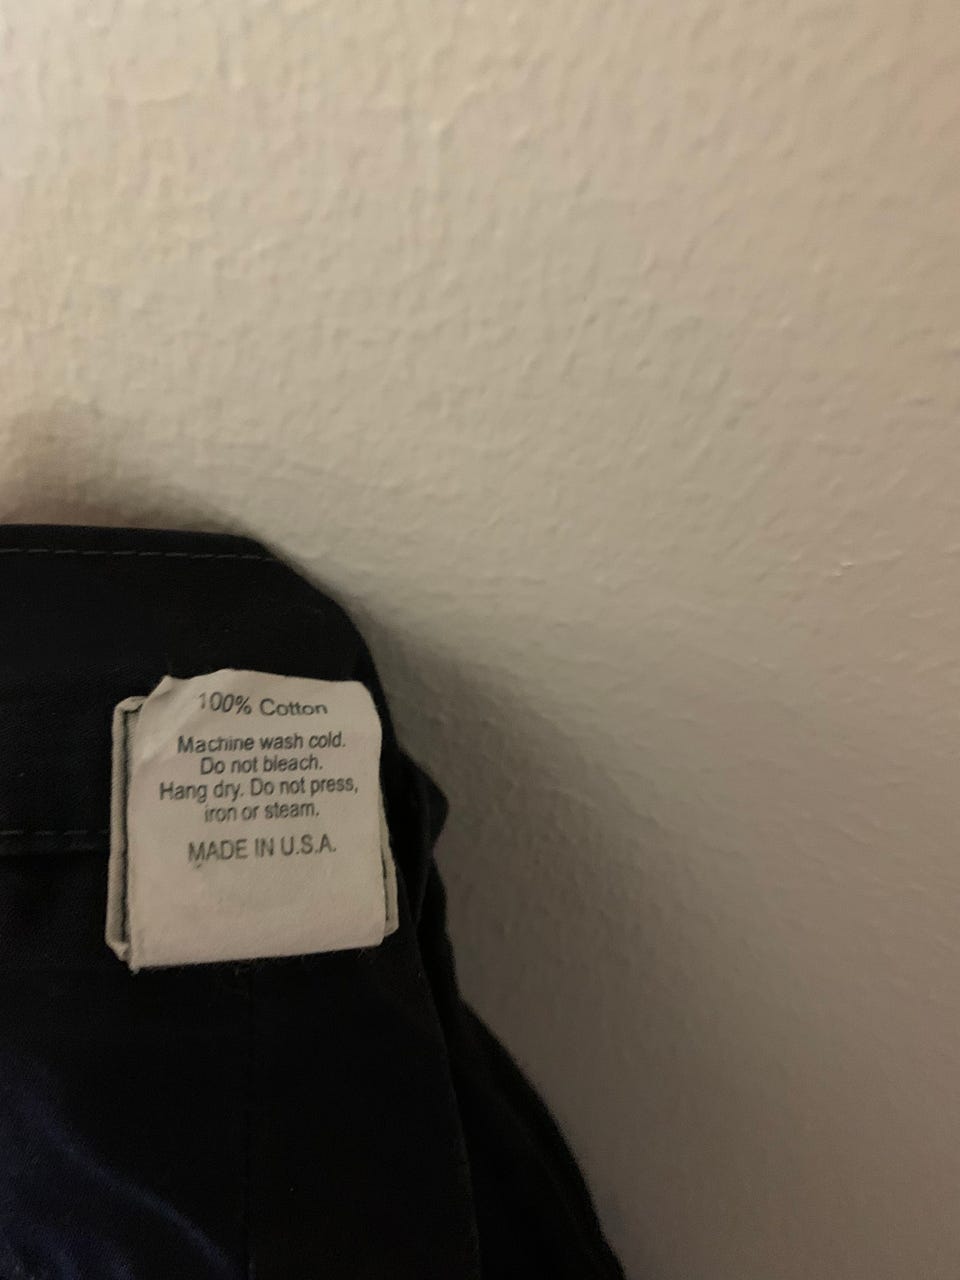 100% Cotton
Machine wash cold.
Do not bleach.
Hang dry. Do not press,
iron or steam.
MADE IN U.S.A.